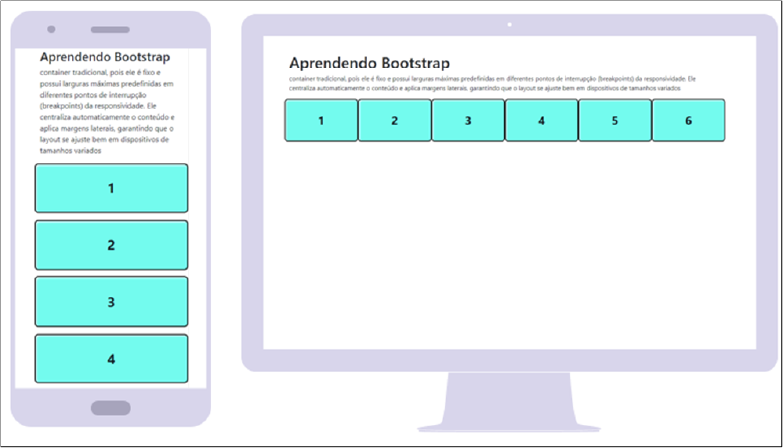 Aprendendo Bootstrap
container tradicional, pois ele é fixo e
possui larguras máximas predefinidas em
diferentes pontos de interrupção
(breakpoints) da responsividade. Ele
centraliza automaticamente o conteúdo e
aplica margens laterais, garantindo que o
layout se ajuste bem em dispositivos de
tamanhos variados
1
2
3
4
Aprendendo Bootstrap
container tradicional, pois ele é fixo e possui larguras máximas predefinidas em diferentes pontos de interrupção (breakpoints) da responsividade. Ele
centraliza automaticamente o conteúdo e aplica margens laterais, garantindo que o layout se ajuste bem em dispositivos de tamanhos variados
1 2 3 4 5 6